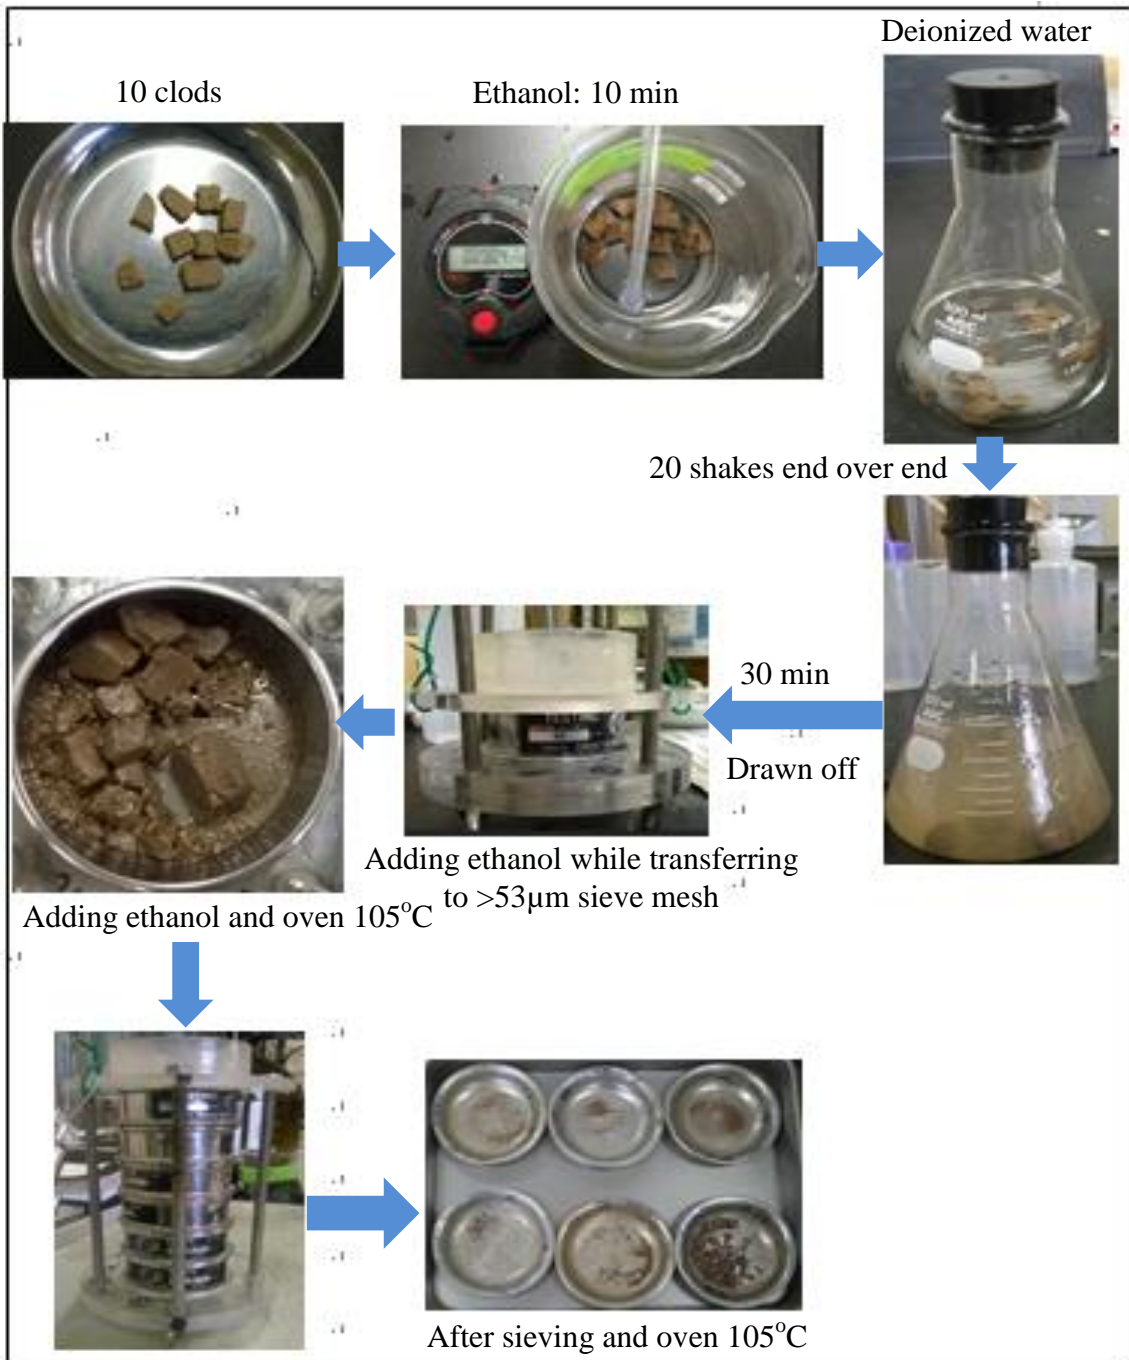 Deionized water
10 clods
Ethanol: 10 min
20 shakes end over end
30 min
Drawn off
Adding ethanol while transferring
to >53µm sieve mesh
Adding ethanol and oven 105°C
After sieving and oven 105°C